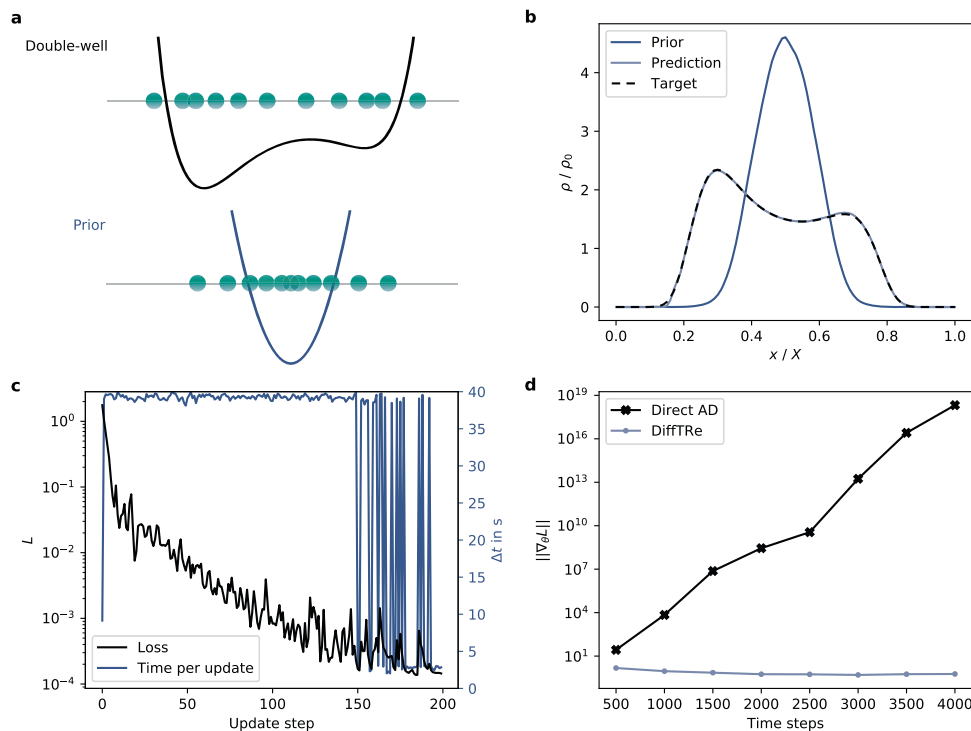 a
Double-well
Prior
b
Prior
Prediction
Target
ρ / ρ₀
4
3
2
1
0
0.0 0.2 0.4 0.6 0.8 1.0
x / X
c
10⁰
10⁻¹
10⁻²
10⁻³
10⁻⁴
L
Loss
Time per update
0 50 100 150 200
Update step
40
35
30
25
20
15
10
5
0
Δt in s
d
Direct AD
DiffTRe
||∇θL||
10¹⁹
10¹⁶
10¹³
10¹⁰
10⁷
10⁴
10¹
500 1000 1500 2000 2500 3000 3500 4000
Time steps